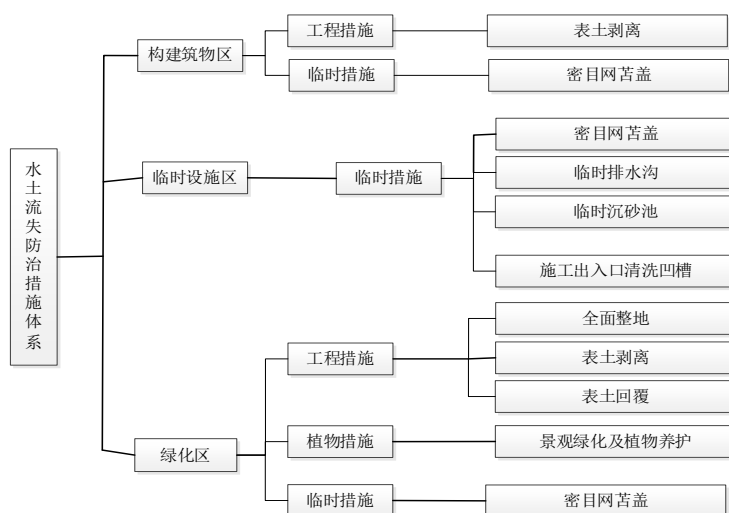 水土流失防治措施体系
构建筑物区
工程措施
表土剥离
临时措施
密目网苫盖
临时设施区
临时措施
密目网苫盖
临时排水沟
临时沉砂池
施工出入口清洗凹槽
绿化区
工程措施
全面整地
表土剥离
表土回覆
植物措施
景观绿化及植物养护
临时措施
密目网苫盖